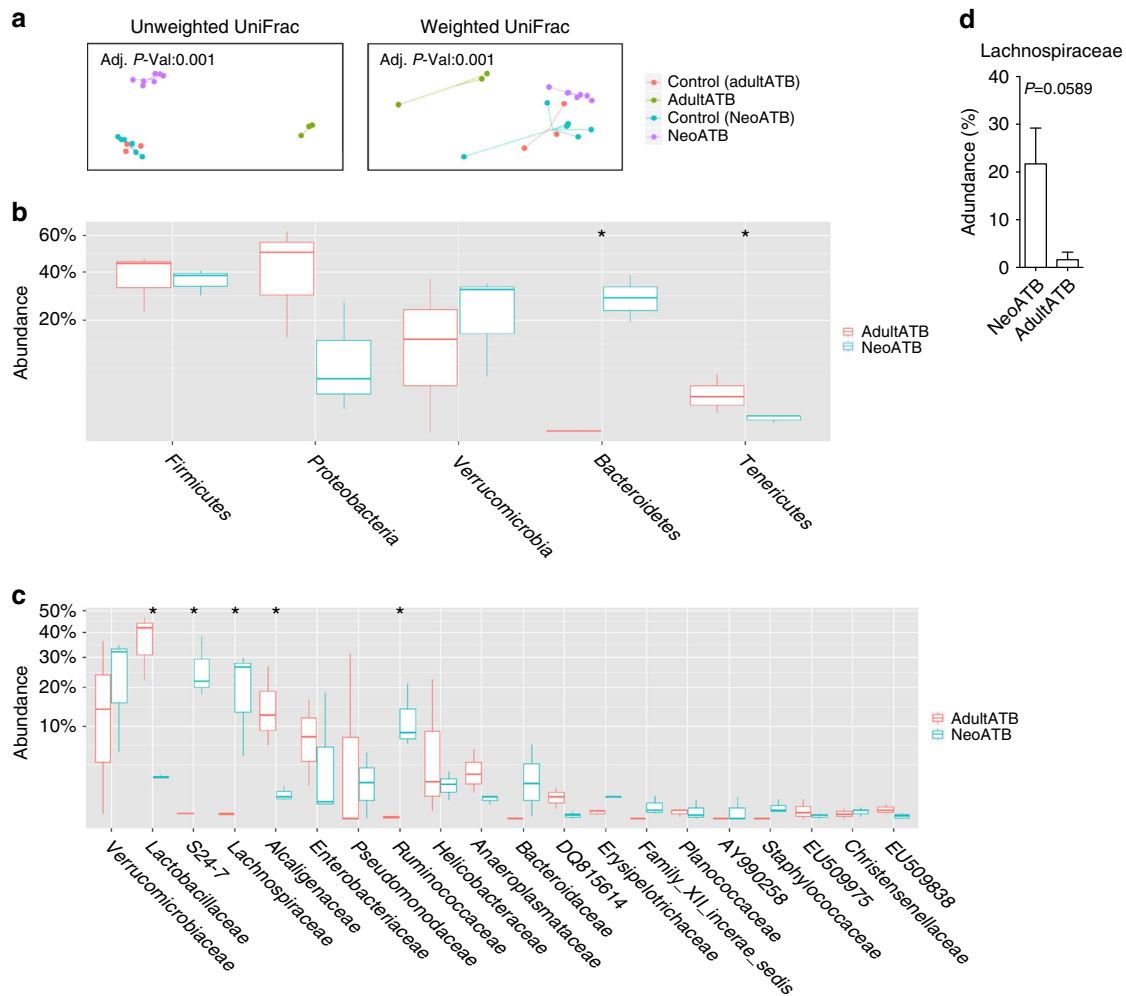 a
Unweighted UniFrac
Weighted UniFrac
Adj. P-Val:0.001
Adj. P-Val:0.001
Control (adultATB)
AdultATB
Control (NeoATB)
NeoATB
d
Lachnospiraceae
P=0.0589
Adundance (%)
40
30
20
10
0
NeoATB
AdultATB
b
Abundance
60%
40%
20%
*
*
AdultATB
NeoATB
Firmicutes
Proteobacteria
Verrucomicrobia
Bacteroidetes
Tenericutes
c
Abundance
50%
40%
30%
20%
10%
*
*
*
*
*
AdultATB
NeoATB
Verrucomicrobiaceae
Lactobacillaceae
S24-7
Lachnospiraceae
Alcaligenaceae
Enterobacteriaceae
Pseudomonodaceae
Ruminococcaceae
Helicobacteraceae
Anaeroplasmataceae
Bacteroidaceae
DQ815614
Erysipelotrichaceae
Family_XII_incerae_sedis
Planococcaceae
AY990258
Staphylococcaceae
EU509975
Christensenellaceae
EU509838